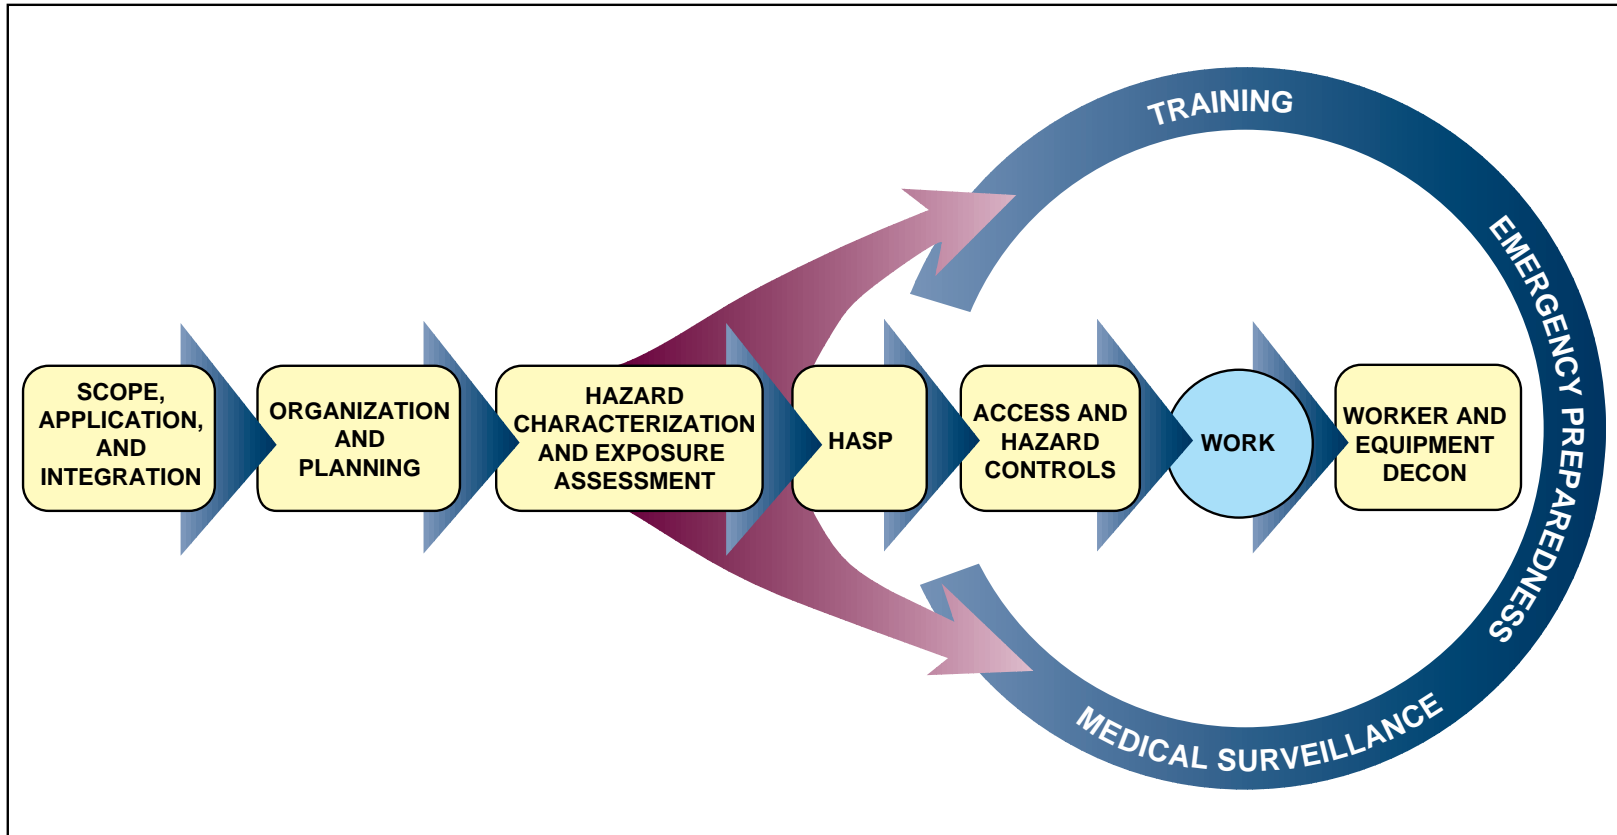 TRAINING
EMERGENCY PREPAREDNESS
MEDICAL SURVEILLANCE
SCOPE,
APPLICATION,
AND
INTEGRATION
ORGANIZATION
AND
PLANNING
HAZARD
CHARACTERIZATION
AND EXPOSURE
ASSESSMENT
HASP
ACCESS AND
HAZARD
CONTROLS
WORK
WORKER AND
EQUIPMENT
DECON